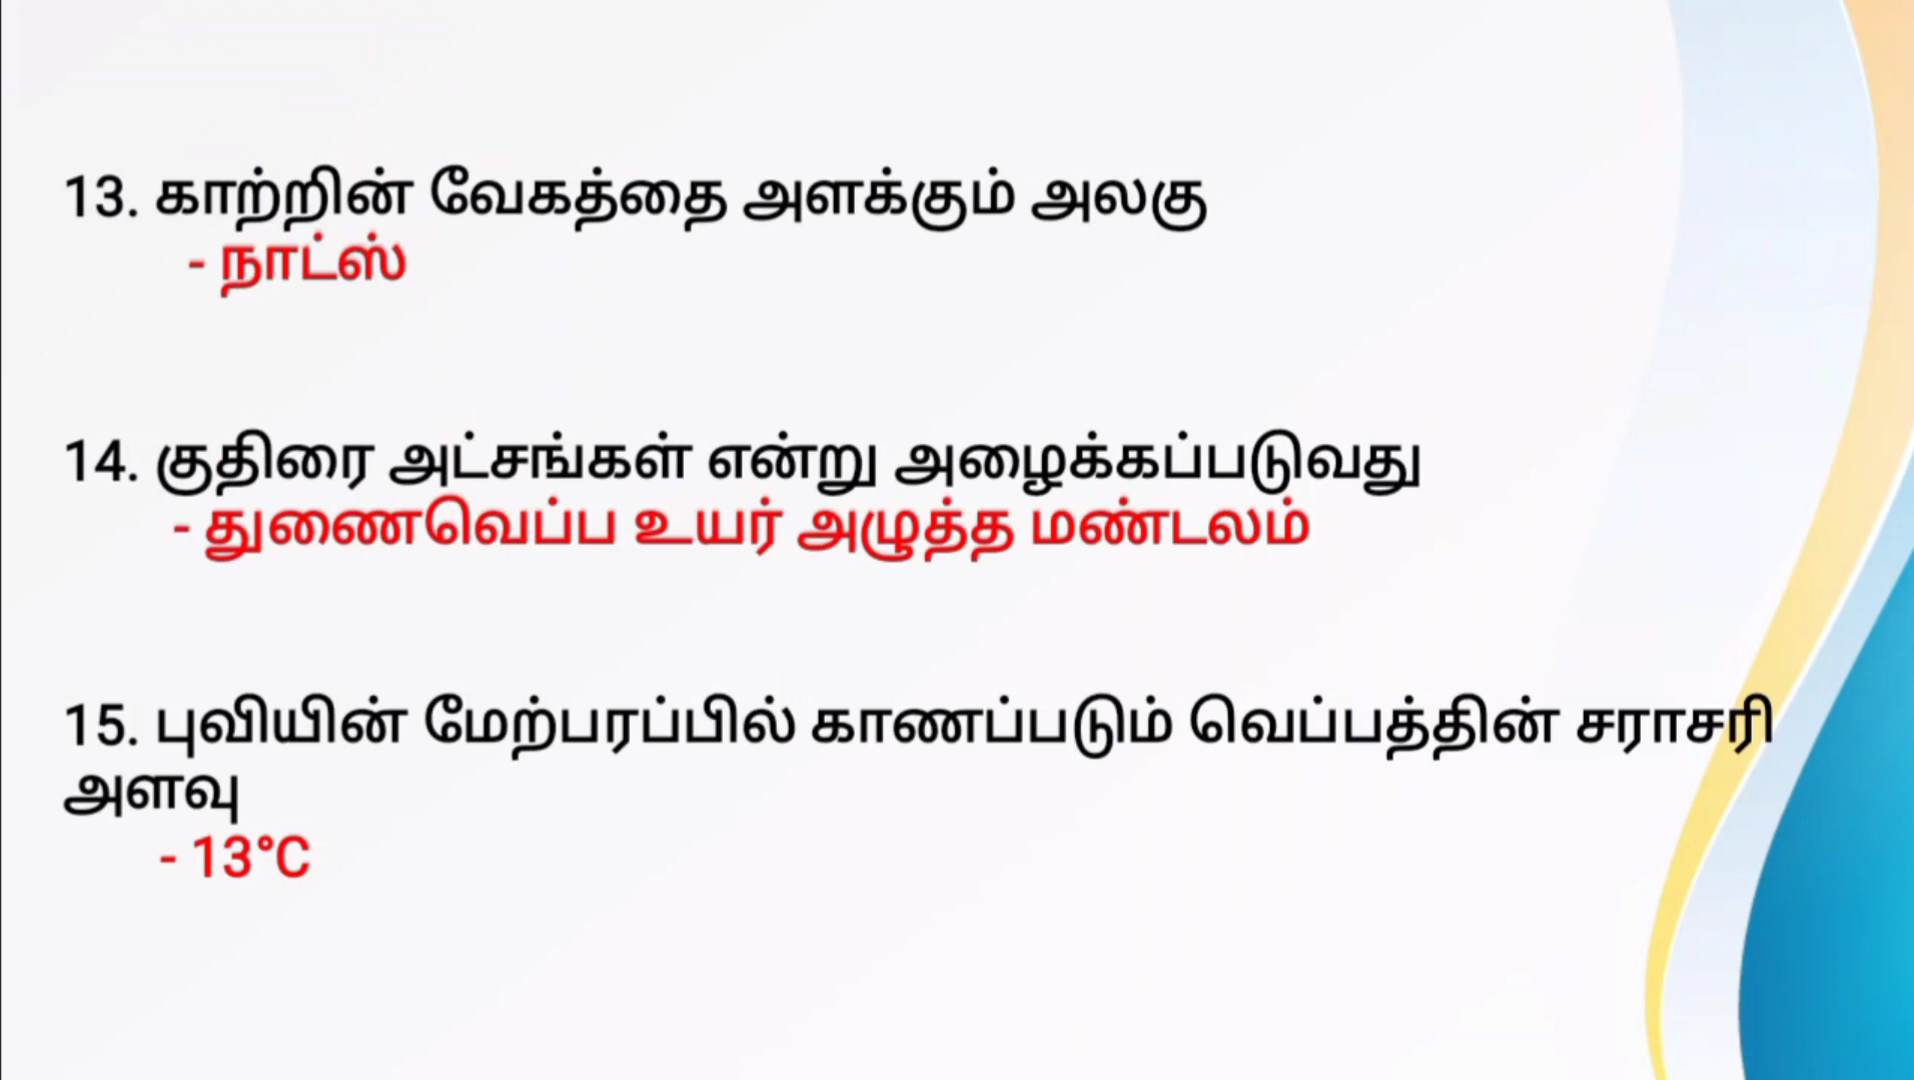 13. காற்றின் வேகத்தை அளக்கும் அலகு
- நாட்ஸ்
14. குதிரை அட்சங்கள் என்று அழைக்கப்படுவது
- துணைவெப்ப உயர் அழுத்த மண்டலம்
15. புவியின் மேற்பரப்பில் காணப்படும் வெப்பத்தின் சராசரி
அளவு
- 13°C